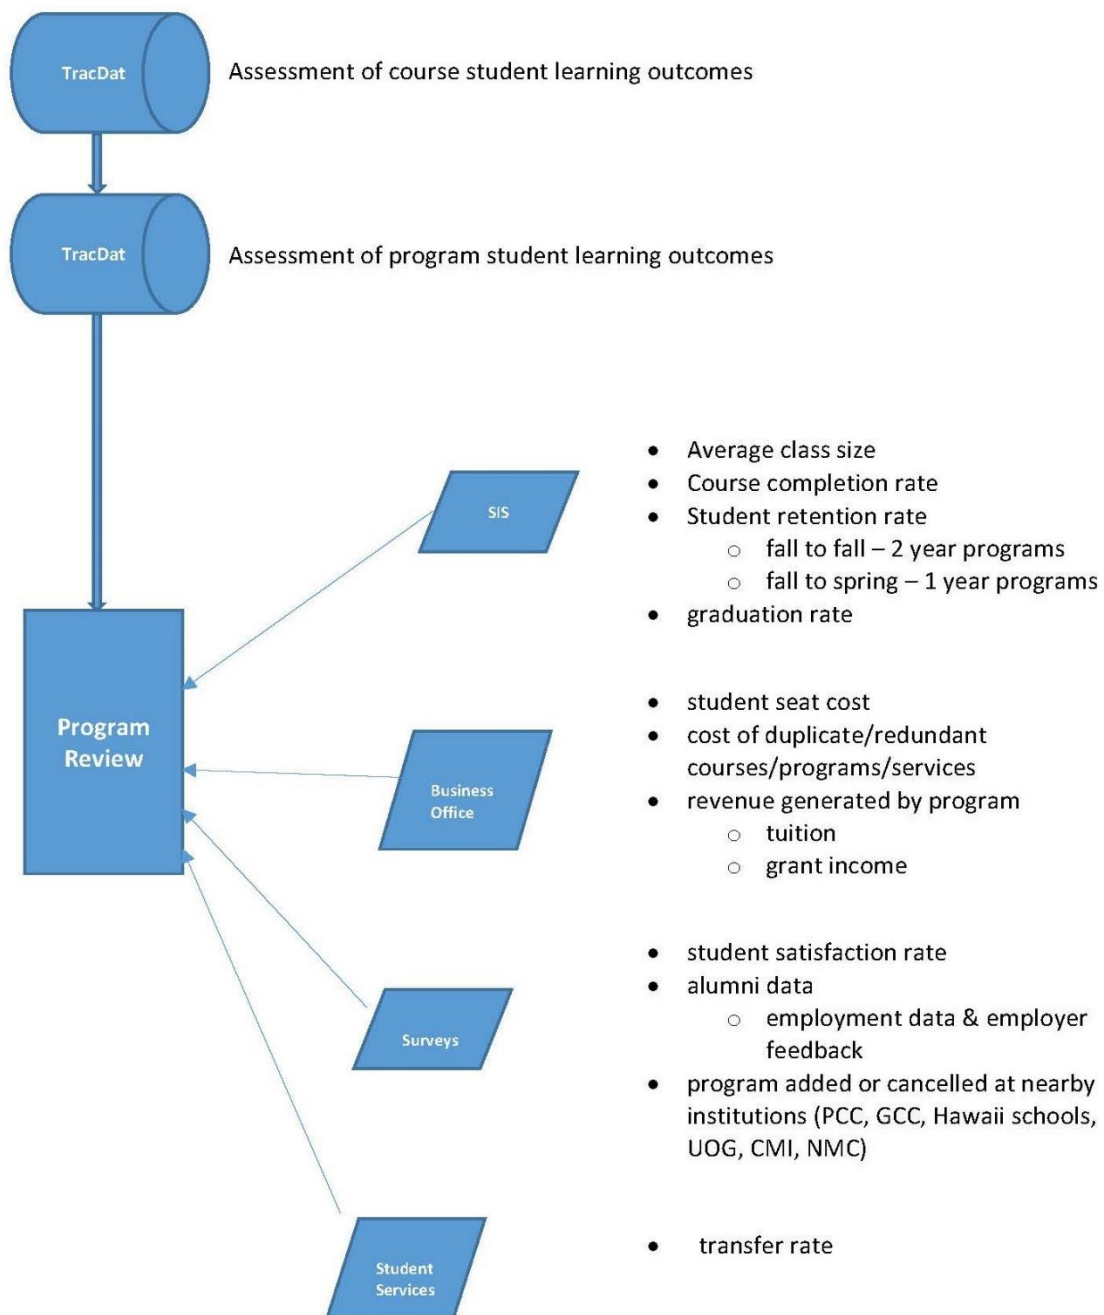 TracDat
Assessment of course student learning outcomes
TracDat
Assessment of program student learning outcomes
SIS
• Average class size
• Course completion rate
• Student retention rate
○ fall to fall – 2 year programs
○ fall to spring – 1 year programs
• graduation rate
Program
Review
Business
Office
• student seat cost
• cost of duplicate/redundant
courses/programs/services
• revenue generated by program
○ tuition
○ grant income
Surveys
• student satisfaction rate
• alumni data
○ employment data & employer
feedback
• program added or cancelled at nearby
institutions (PCC, GCC, Hawaii schools,
UOG, CMI, NMC)
Student
Services
• transfer rate